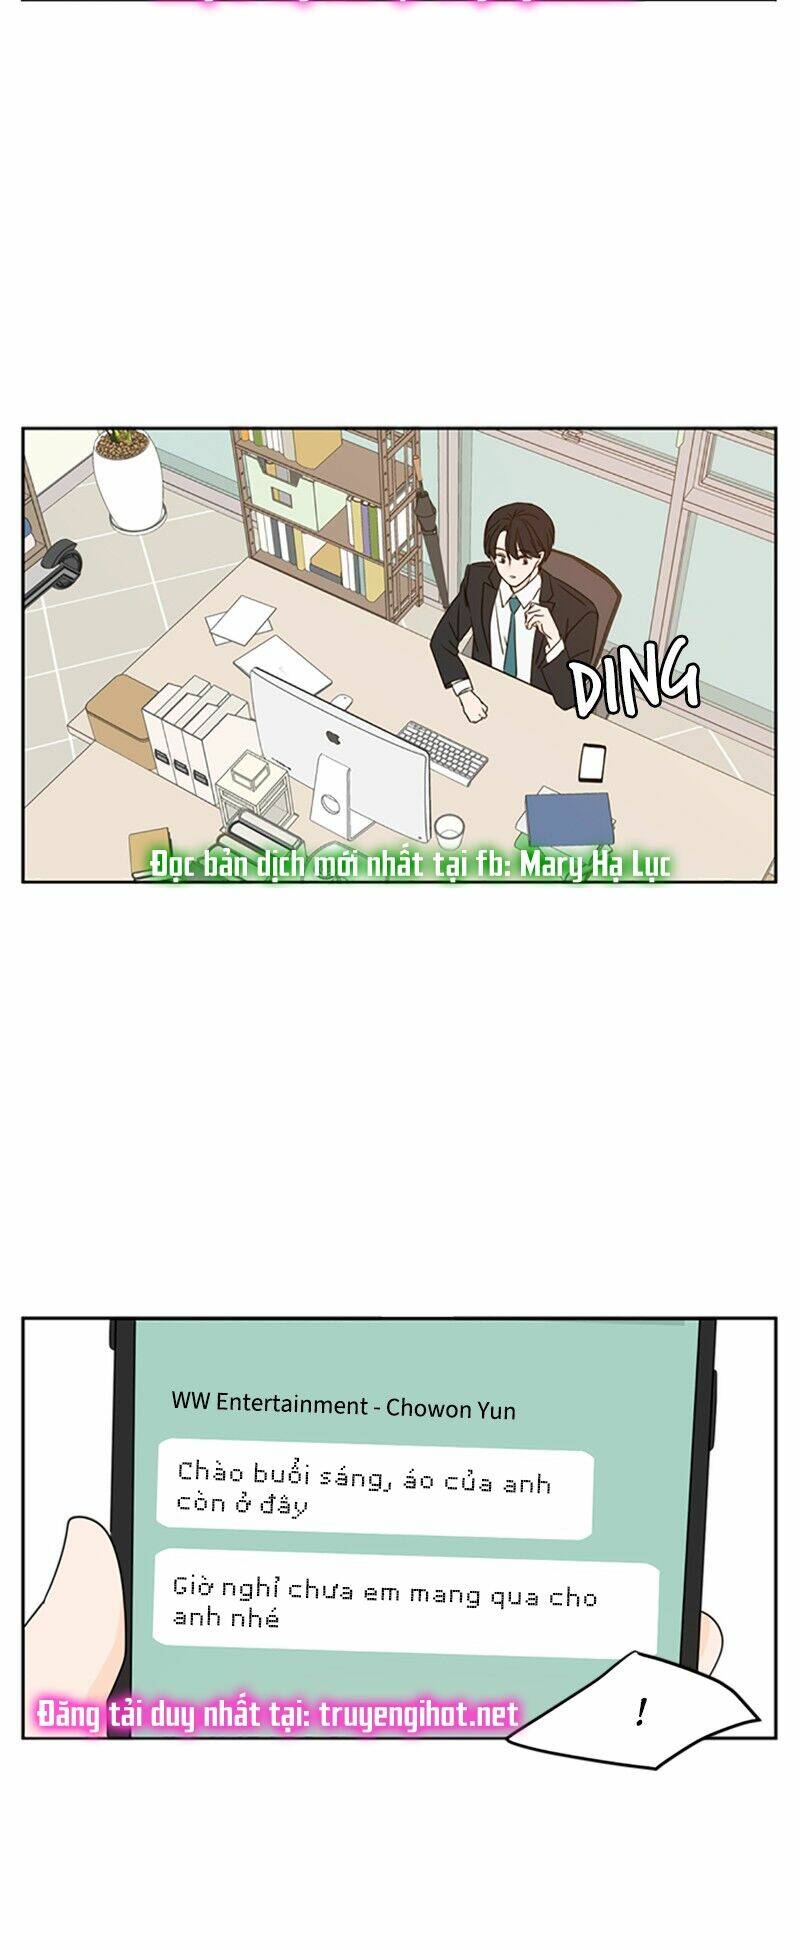 DING
Đọc bản dịch mới nhất tại fb: Mary Hạ Lục
WW Entertainment - Chowon Yun
Chào buổi sáng, áo của anh
còn ở đây
Giờ nghỉ chưa em mang qua cho
anh nhé
!
Đăng tải duy nhất tại: truyengihot.net